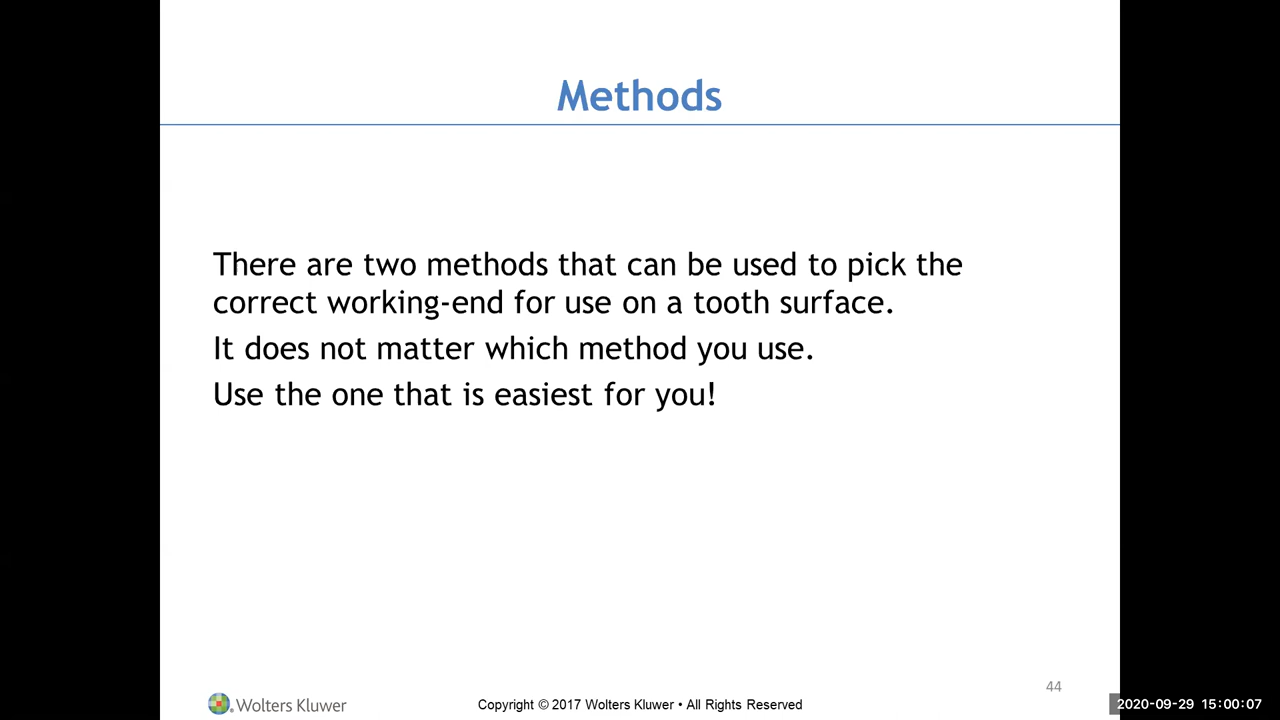 Methods
There are two methods that can be used to pick the
correct working-end for use on a tooth surface.
It does not matter which method you use.
Use the one that is easiest for you!
44
Wolters Kluwer
Copyright © 2017 Wolters Kluwer • All Rights Reserved
2020-09-29 15:00:07